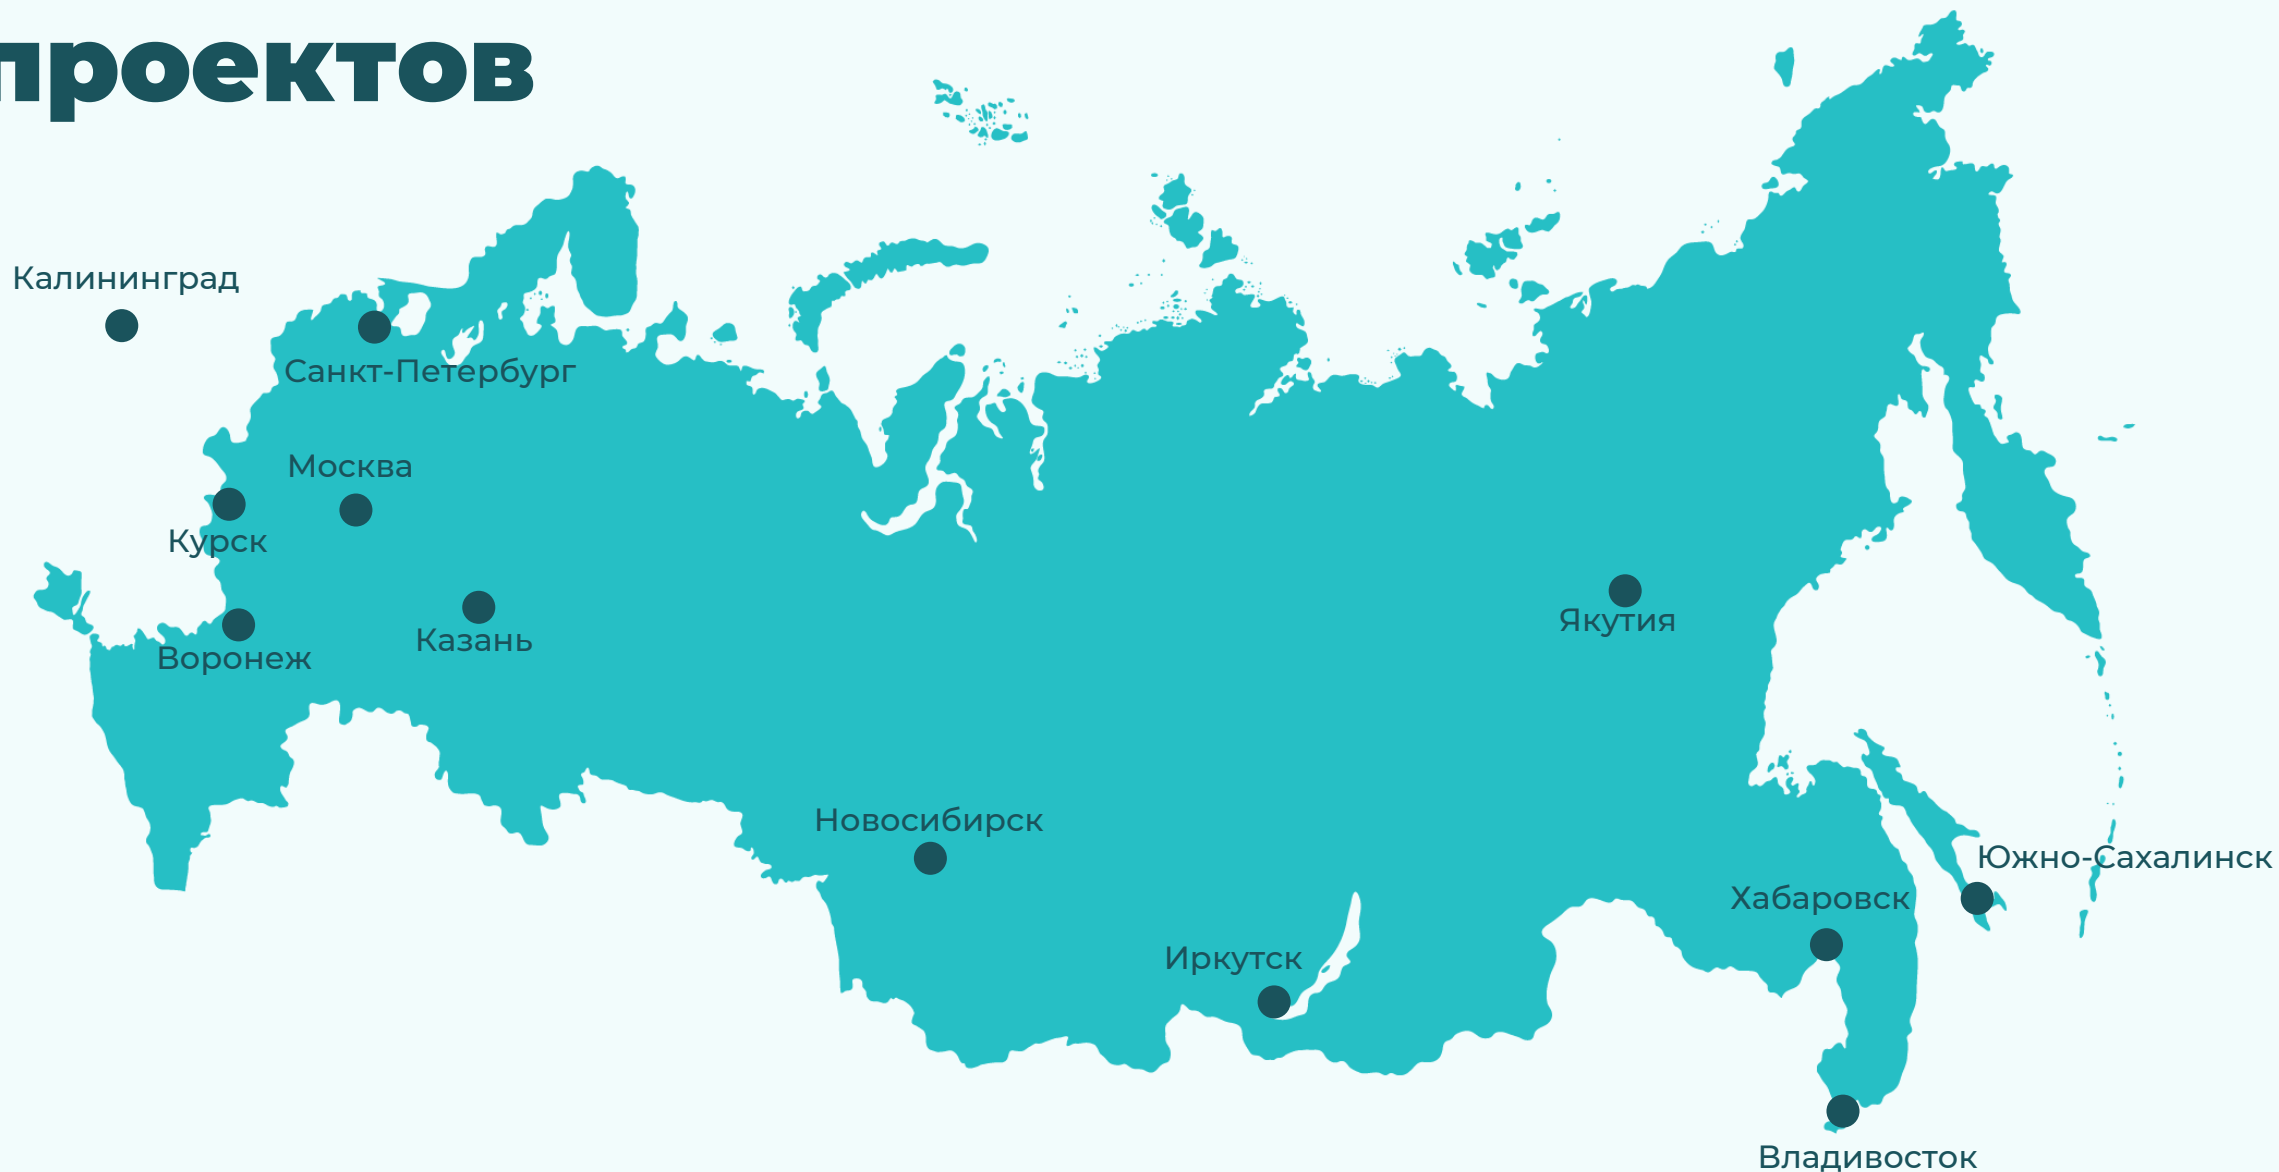 проектов
Калининград
Санкт-Петербург
Москва
Курск
Казань
Воронеж
Якутия
Новосибирск
Южно-Сахалинск
Хабаровск
Иркутск
Владивосток